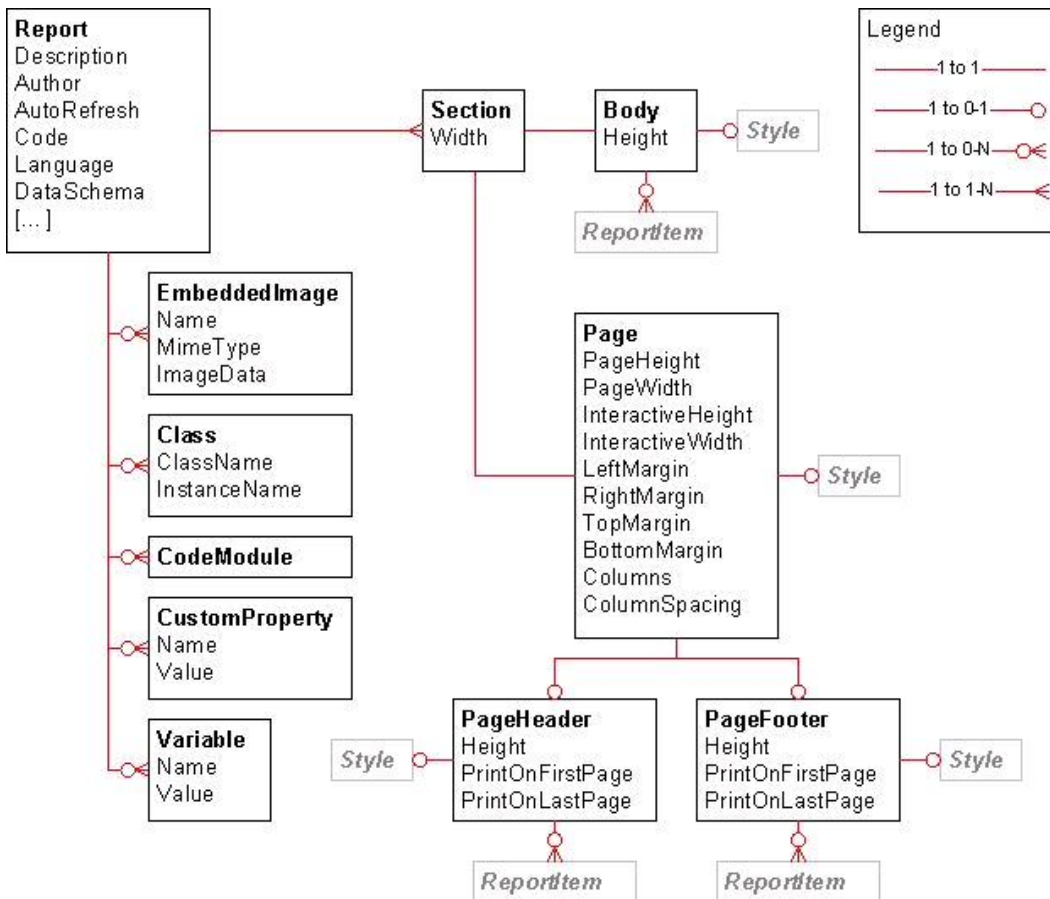 Report
Description
Author
AutoRefresh
Code
Language
DataSchema
[... ]
Section
Width
Body
Height
Style
ReportItem
Legend
1 to 1
1 to 0-1
1 to 0-N
1 to 1-N
EmbeddedImage
Name
MimeType
ImageData
Class
ClassName
InstanceName
CodeModule
CustomProperty
Name
Value
Variable
Name
Value
Page
PageHeight
PageWidth
InteractiveHeight
InteractiveWidth
LeftMargin
RightMargin
TopMargin
BottomMargin
Columns
ColumnSpacing
Style
Style
PageHeader
Height
PrintOnFirstPage
PrintOnLastPage
ReportItem
PageFooter
Height
PrintOnFirstPage
PrintOnLastPage
Style
ReportItem